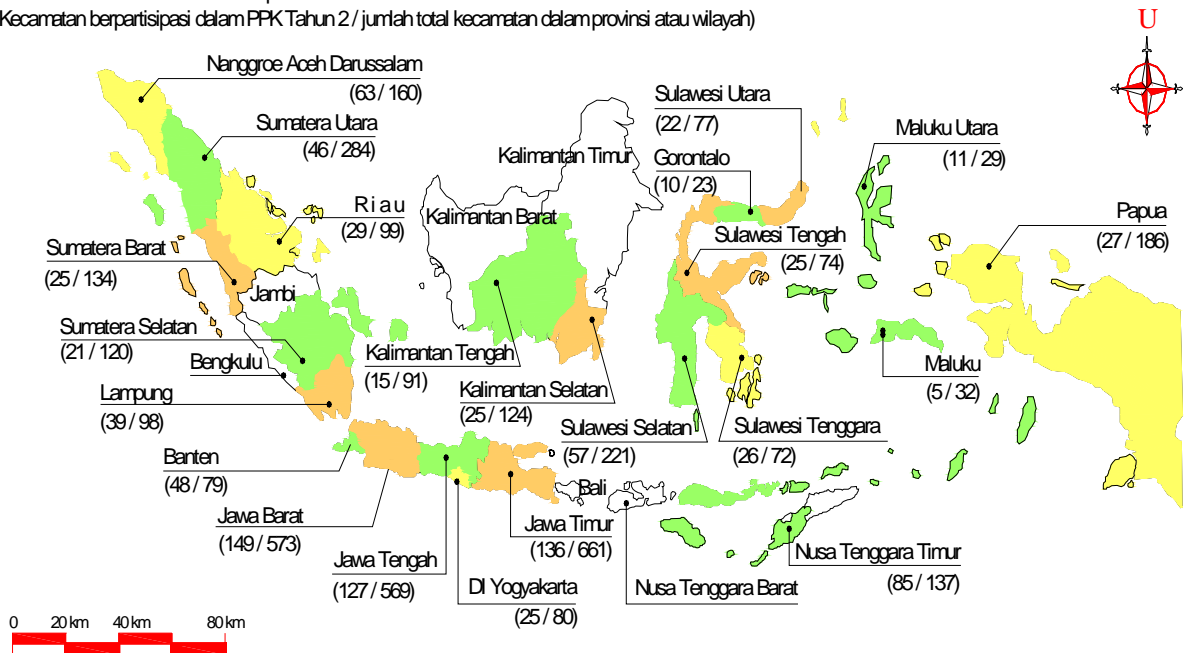 Kecamatan berpartisipasi dalam PPK Tahun 2 / jumlah total kecamatan dalam provinsi atau wilayah)
U
Nanggroe Aceh Darussalam
(63 / 160)
Sumatera Utara
(46 / 284)
Riau
(29 / 99)
Sumatera Barat
(25 / 134)
Jambi
Sumatera Selatan
(21 / 120)
Bengkulu
Lampung
(39 / 98)
Kalimantan Timur
Kalimantan Barat
Kalimantan Tengah
(15 / 91)
Kalimantan Selatan
(25 / 124)
Sulawesi Utara
(22 / 77)
Gorontalo
(10 / 23)
Sulawesi Tengah
(25 / 74)
Sulawesi Selatan
(57 / 221)
Sulawesi Tenggara
(26 / 72)
Maluku Utara
(11 / 29)
Papua
(27 / 186)
Maluku
(5 / 32)
Banten
(48 / 79)
Jawa Barat
(149 / 573)
Jawa Tengah
(127 / 569)
DI Yogyakarta
(25 / 80)
Jawa Timur
(136 / 661)
Bali
Nusa Tenggara Barat
Nusa Tenggara Timur
(85 / 137)
0 20 km 40 km 80 km